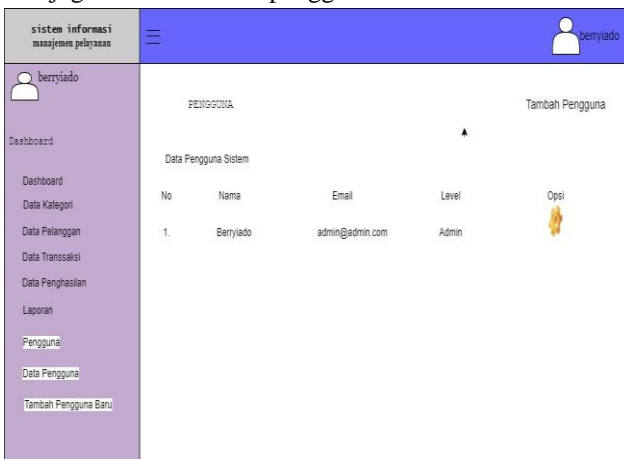 sistem informasi
manajemen pelayanan
berryiado
berryiado
PENGGUNA
Tambah Pengguna
Dashboard
Data Pengguna Sistem
Dashboard
Data Kategori
Data Pelanggan
Data Transsaksi
Data Penghasilan
Laporan
Pengguna
Data Pengguna
Tambah Pengguna Baru
No Nama Email Level Opsi
1. Berryiado admin@admin.com Admin